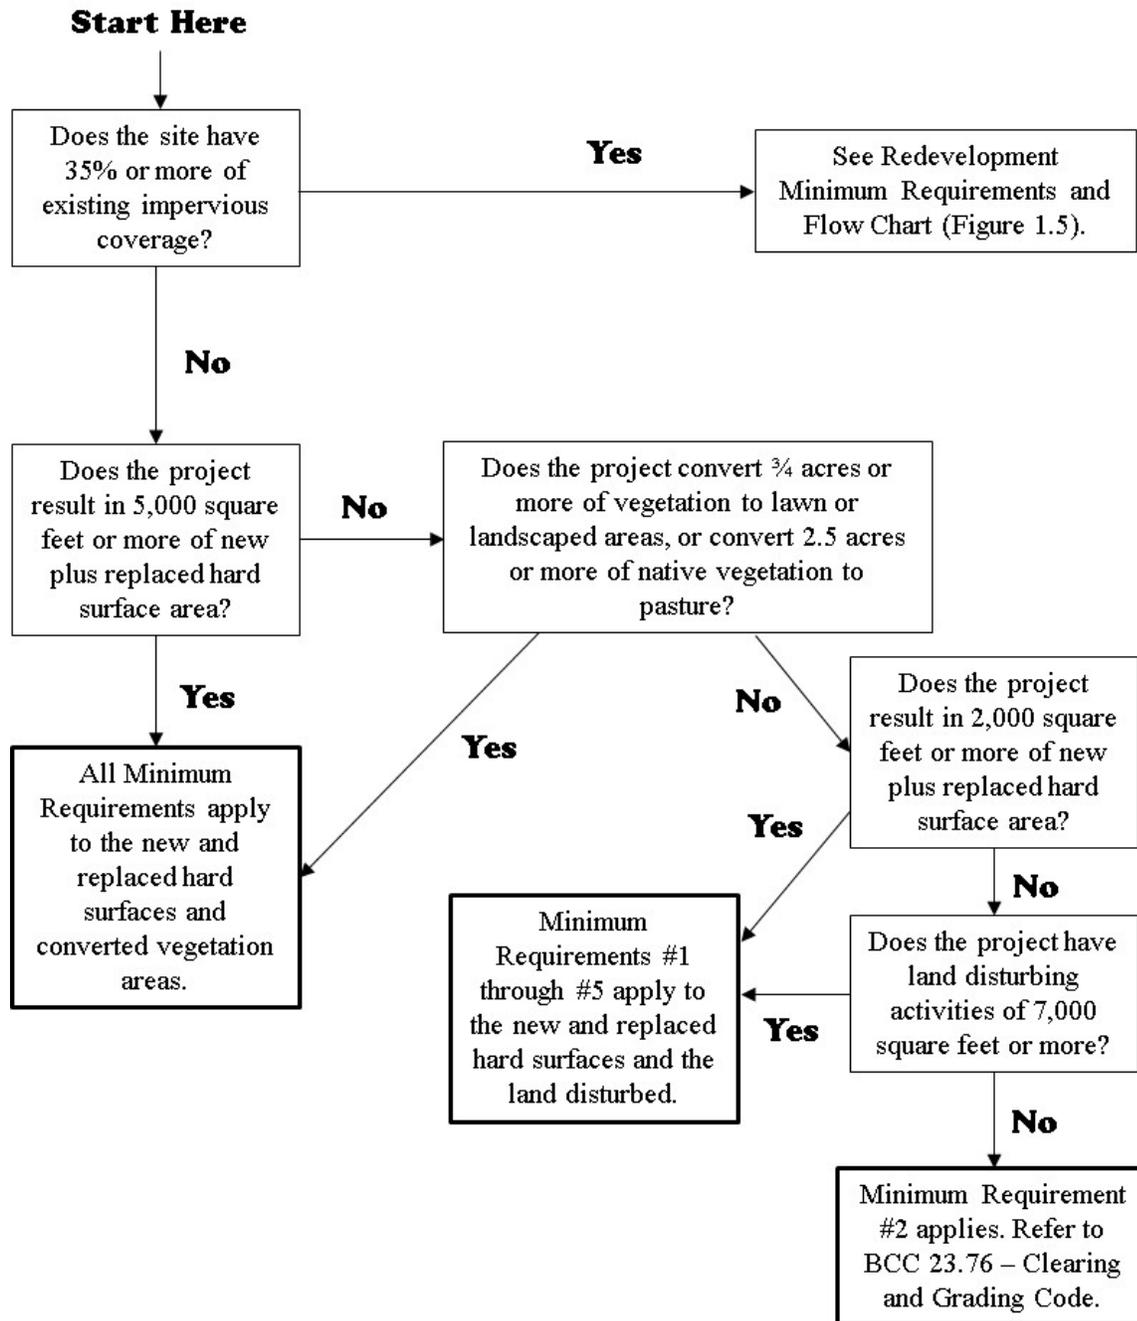 Start Here
Does the site have
35% or more of
existing impervious
coverage?
Yes
See Redevelopment
Minimum Requirements and
Flow Chart (Figure 1.5).
No
Does the project
result in 5,000 square
feet or more of new
plus replaced hard
surface area?
No
Does the project convert ¾ acres or
more of vegetation to lawn or
landscaped areas, or convert 2.5 acres
or more of native vegetation to
pasture?
Yes
All Minimum
Requirements apply
to the new and
replaced hard
surfaces and
converted vegetation
areas.
Yes
No
Does the project
result in 2,000 square
feet or more of new
plus replaced hard
surface area?
Yes
No
Minimum
Requirements #1
through #5 apply to
the new and replaced
hard surfaces and the
land disturbed.
Yes
Does the project have
land disturbing
activities of 7,000
square feet or more?
No
Minimum Requirement
#2 applies. Refer to
BCC 23.76 – Clearing
and Grading Code.